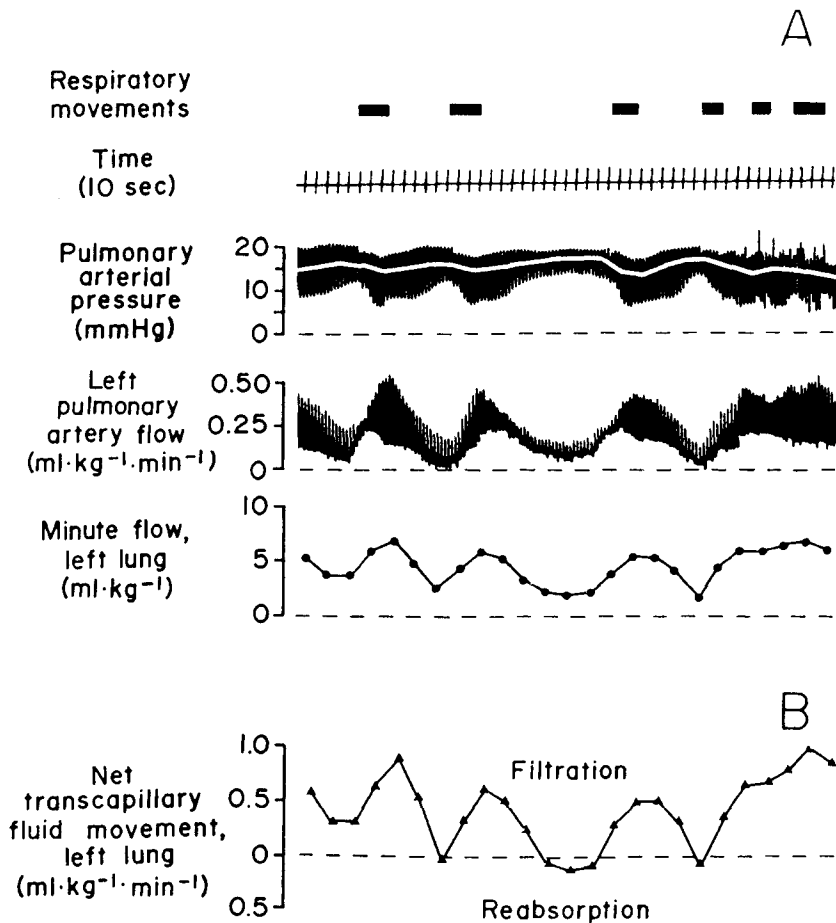 A
Respiratory
movements
Time
(10 sec)
Pulmonary
arterial
pressure
(mmHg)
20
10
0
Left
pulmonary
artery flow
(ml·kg⁻¹·min⁻¹)
0.50
0.25
0
Minute flow,
left lung
(ml·kg⁻¹)
10
5
0
B
Net
transcapillary
fluid movement,
left lung
(ml·kg⁻¹·min⁻¹)
1.0
0.5
0
0.5
Filtration
Reabsorption